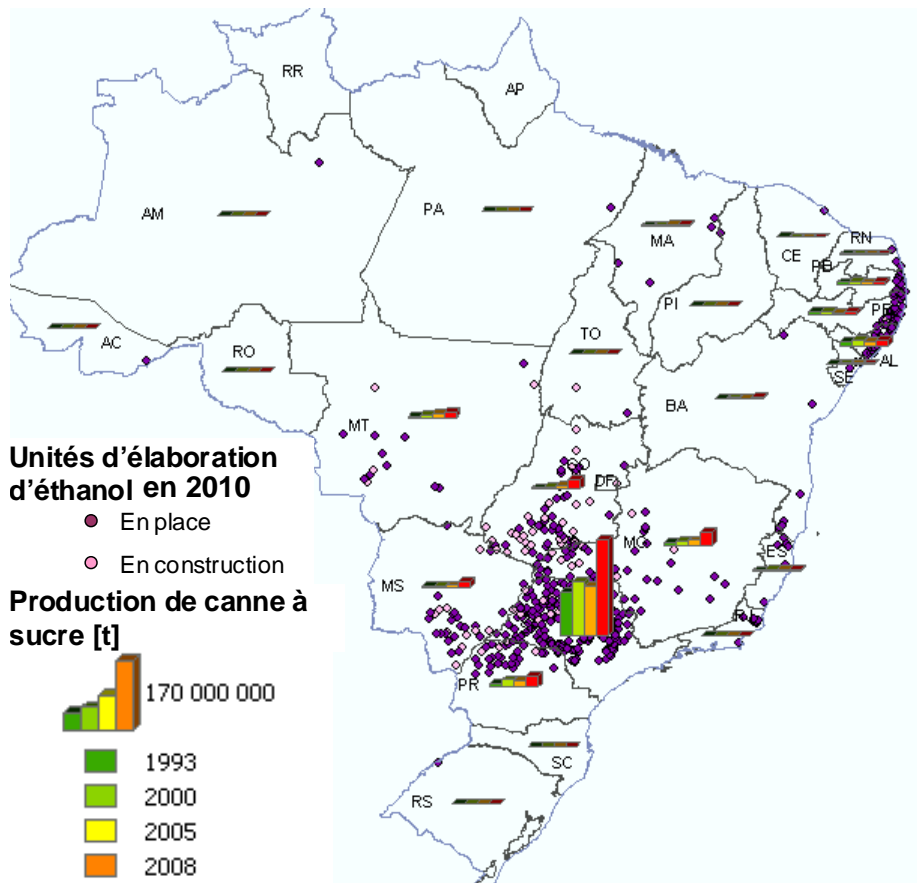 RR
AP
AM
PA
MA
CE
RN
PB
PI
PE
AC
RO
TO
AL
SE
BA
MT
Unités d'élaboration
d'éthanol en 2010
En place
En construction
GO
DF
MG
ES
MS
Production de canne à
sucre [t]
RJ
170 000 000
PR
1993
2000
2005
2008
SC
RS